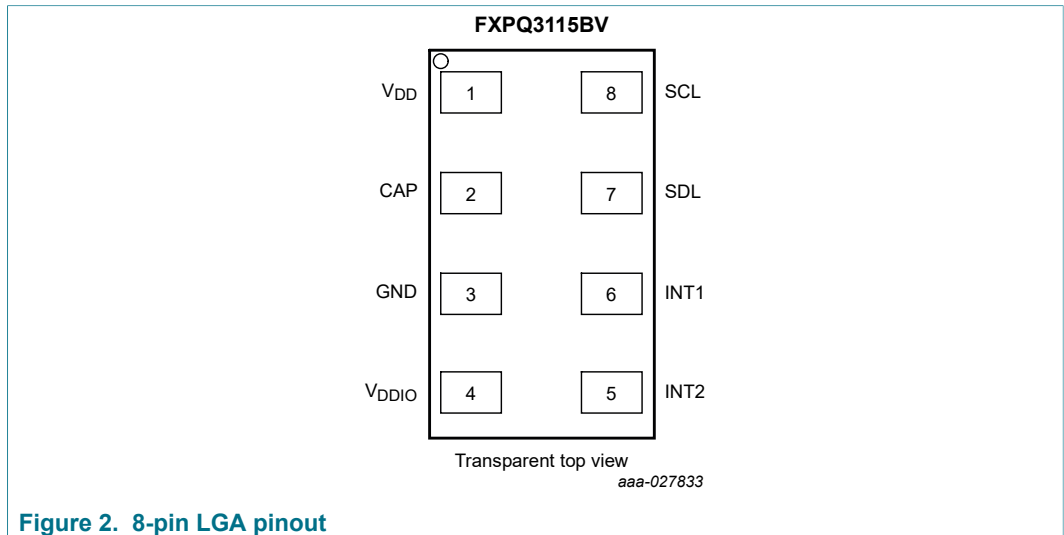 FXPQ3115BV
VDD 1 8 SCL
CAP 2 7 SDL
GND 3 6 INT1
VDDIO 4 5 INT2
Transparent top view
aaa-027833
Figure 2. 8-pin LGA pinout